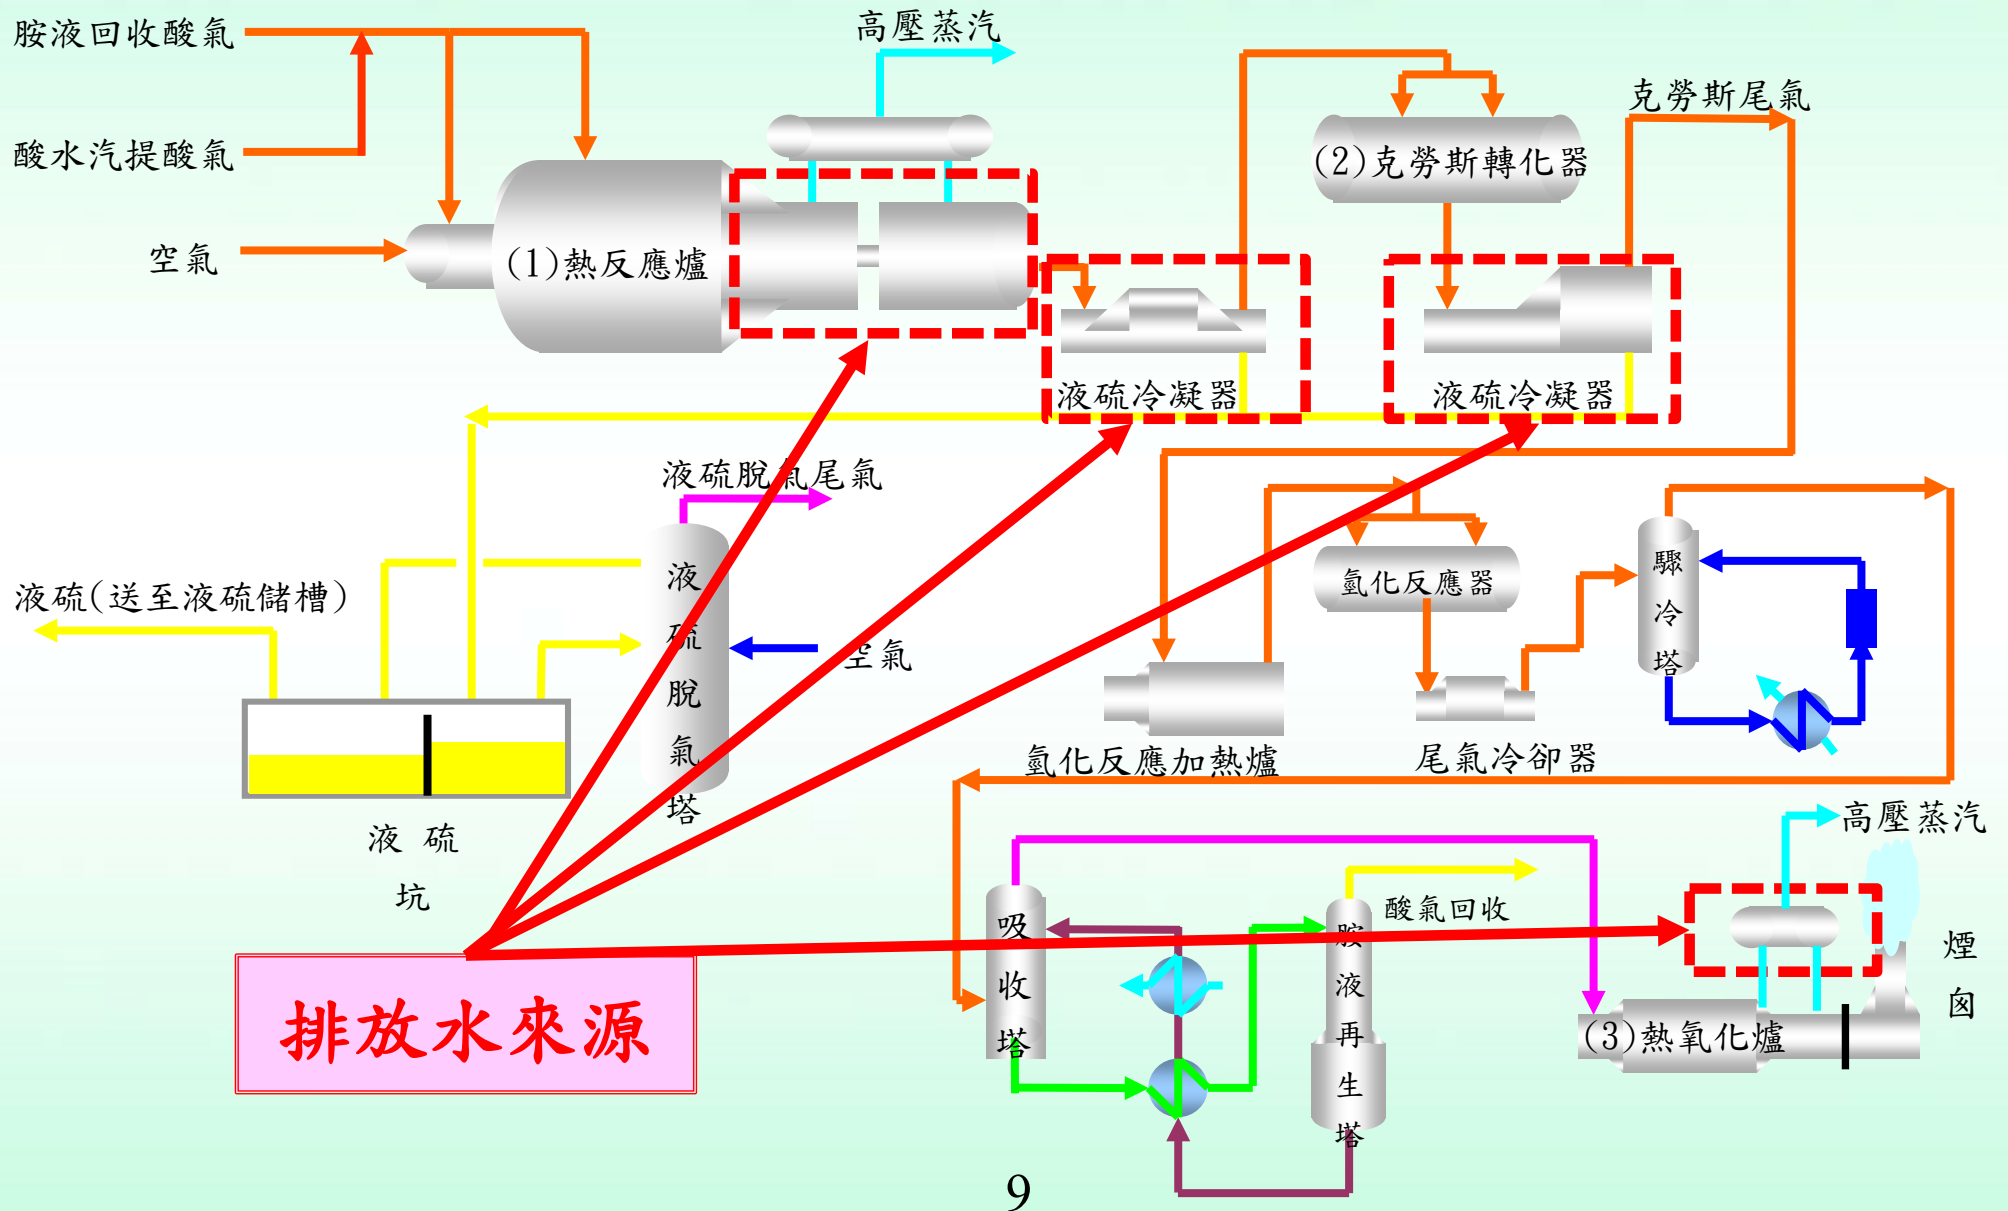 胺液回收酸氣
高壓蒸汽
克勞斯尾氣
酸水汽提酸氣
(2)克勞斯轉化器
空氣
(1)熱反應爐
液硫冷凝器
液硫冷凝器
液硫脫氣尾氣
液硫脫氣塔
氫化反應器
驟冷塔
液硫(送至液硫儲槽)
空氣
氫化反應加熱爐
尾氣冷卻器
液硫
坑
高壓蒸汽
酸氣回收
吸收塔
胺液再生塔
煙囪
排放水來源
(3)熱氧化爐
9